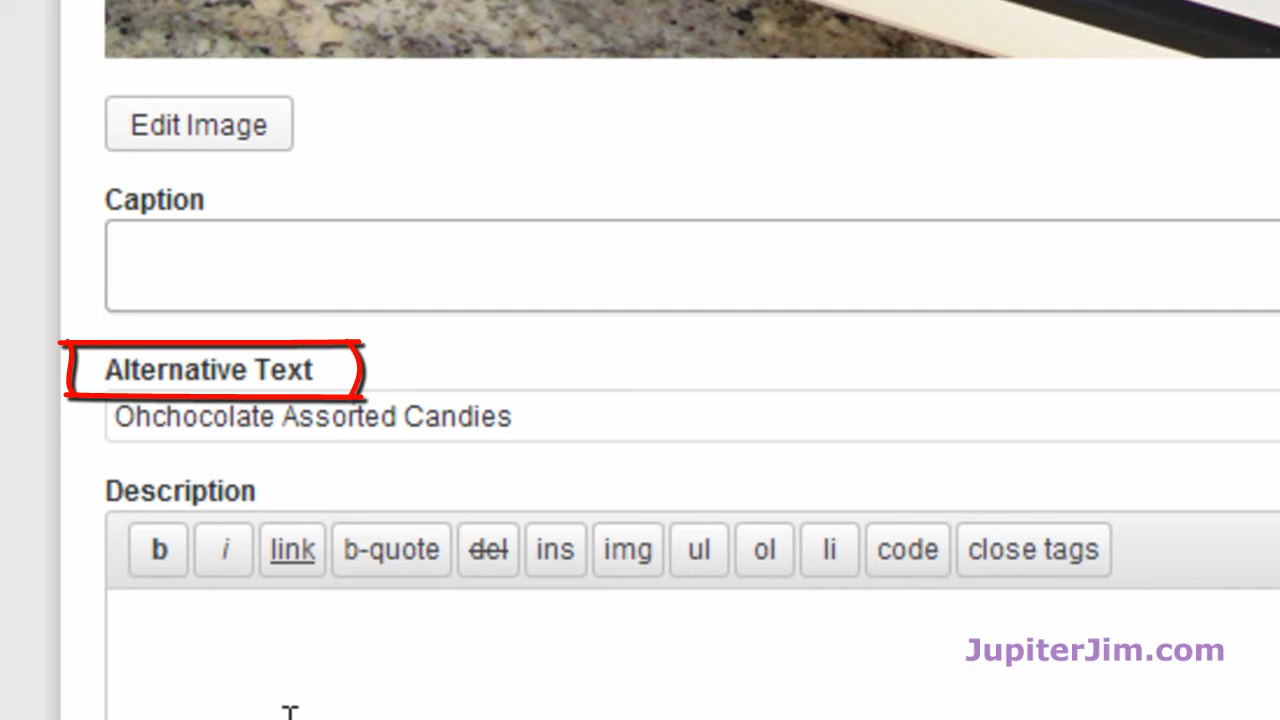 Edit Image
Caption
Alternative Text
Ohchocolate Assorted Candies
Description
b i link b-quote del ins img ul ol li code close tags
JupiterJim.com